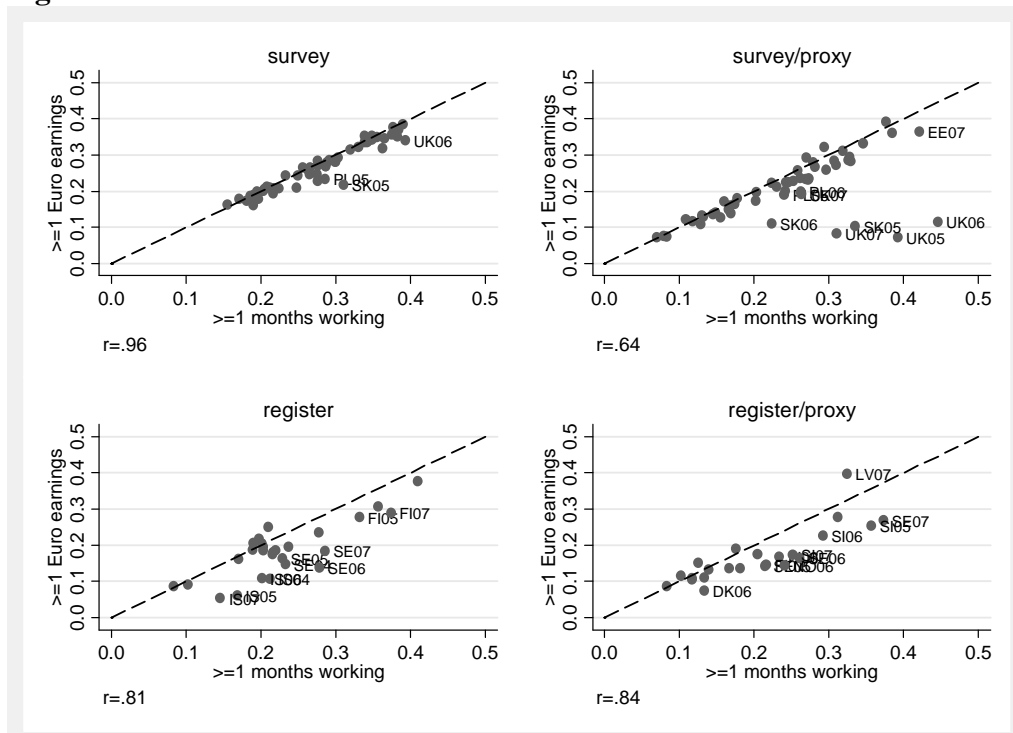 survey
>=1 Euro earnings
0.0 0.1 0.2 0.3 0.4 0.5
UK06
PL05
SK05
0.0 0.1 0.2 0.3 0.4 0.5
>=1 months working
r=.96
survey/proxy
>=1 Euro earnings
0.0 0.1 0.2 0.3 0.4 0.5
EE07
PL06
SK07
SK06
SK05
UK06
UK07
UK05
0.0 0.1 0.2 0.3 0.4 0.5
>=1 months working
r=.64
register
>=1 Euro earnings
0.0 0.1 0.2 0.3 0.4 0.5
FI05
FI07
SE07
SE05
SE06
IS05
IS07
0.0 0.1 0.2 0.3 0.4 0.5
>=1 months working
r=.81
register/proxy
>=1 Euro earnings
0.0 0.1 0.2 0.3 0.4 0.5
LV07
SE07
SI05
SI06
SI07
DK06
0.0 0.1 0.2 0.3 0.4 0.5
>=1 months working
r=.84